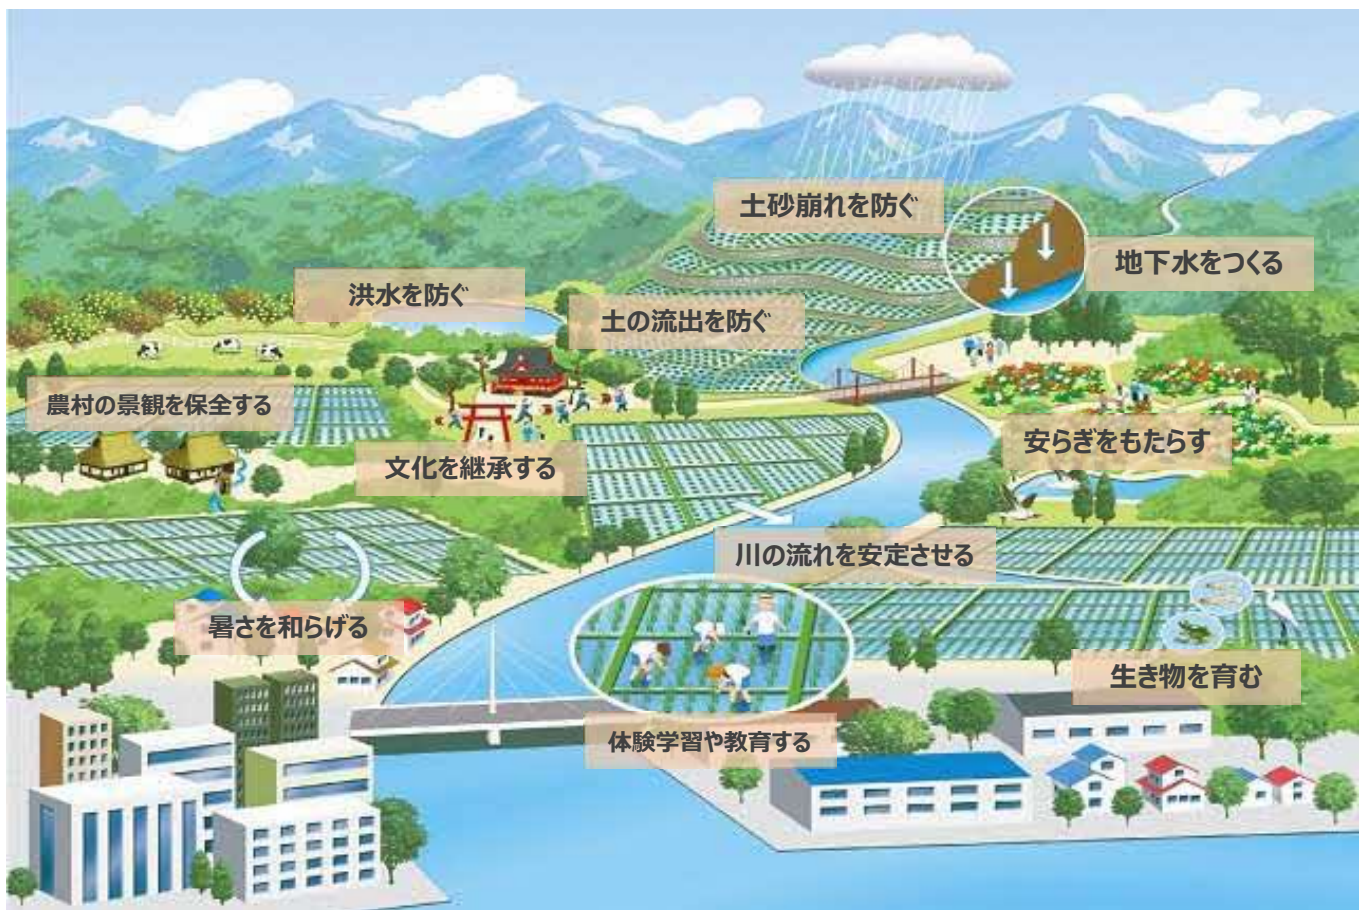 土砂崩れを防ぐ
地下水をつくる
洪水を防ぐ
土の流出を防ぐ
農村の景観を保全する
文化を継承する
安らぎをもたらす
川の流れを安定させる
暑さを和らげる
生き物を育む
体験学習や教育する